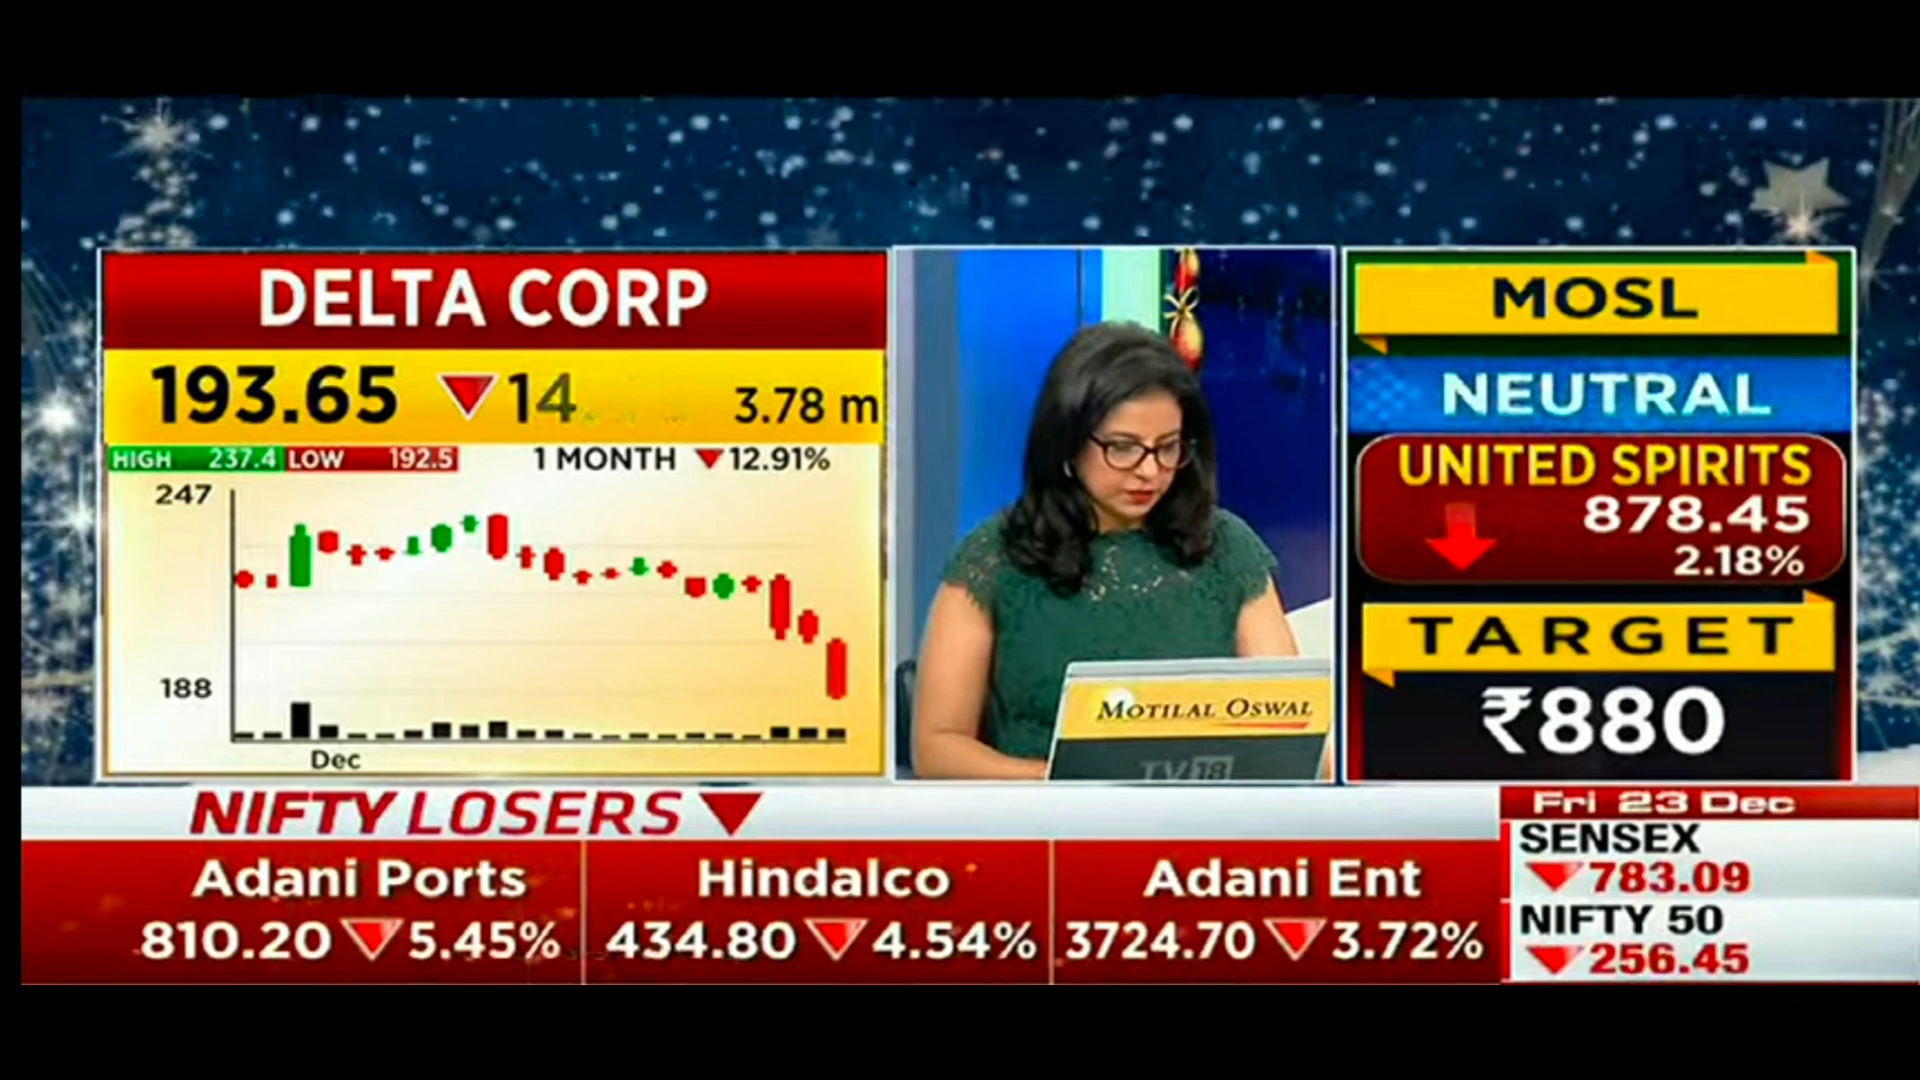 DELTA CORP
193.65 ▼14 3.78 m
HIGH 237.4 LOW 192.5 1 MONTH ▼12.91%
247
188
Dec
MOTILAL OSWAL
TV18
MOSL
NEUTRAL
UNITED SPIRITS
878.45
2.18%
TARGET
₹880
NIFTY LOSERS ▼
Adani Ports
810.20 ▼5.45%
Hindalco
434.80 ▼4.54%
Adani Ent
3724.70 ▼3.72%
Fri 23 Dec
SENSEX
▼783.09
NIFTY 50
▼256.45